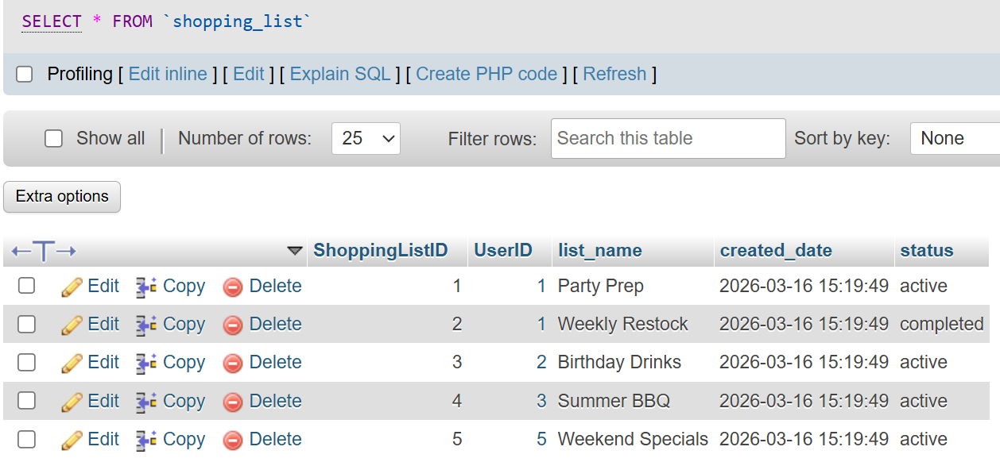 SELECT * FROM `shopping_list`
Profiling [ Edit inline ] [ Edit ] [ Explain SQL ] [ Create PHP code ] [ Refresh ]
Show all Number of rows: 25 Filter rows: Search this table Sort by key: None
Extra options
ShoppingListID UserID list_name created_date status
Edit Copy Delete 1 1 Party Prep 2026-03-16 15:19:49 active
Edit Copy Delete 2 1 Weekly Restock 2026-03-16 15:19:49 completed
Edit Copy Delete 3 2 Birthday Drinks 2026-03-16 15:19:49 active
Edit Copy Delete 4 3 Summer BBQ 2026-03-16 15:19:49 active
Edit Copy Delete 5 5 Weekend Specials 2026-03-16 15:19:49 active